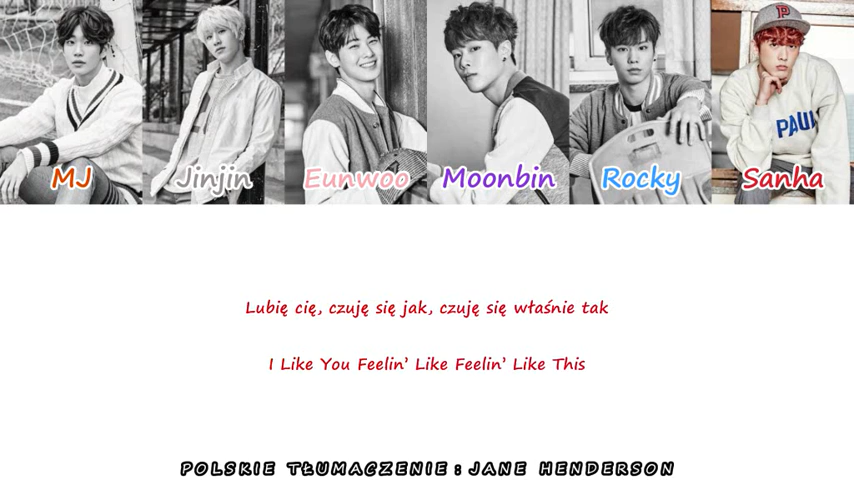 P
PAUL
MJ Jinjin Eunwoo Moonbin Rocky Sanha
Lubię cię, czuję się jak, czuję się właśnie tak
I Like You Feelin' Like Feelin' Like This
POLSKIE TŁUMACZENIE : JANE HENDERSON